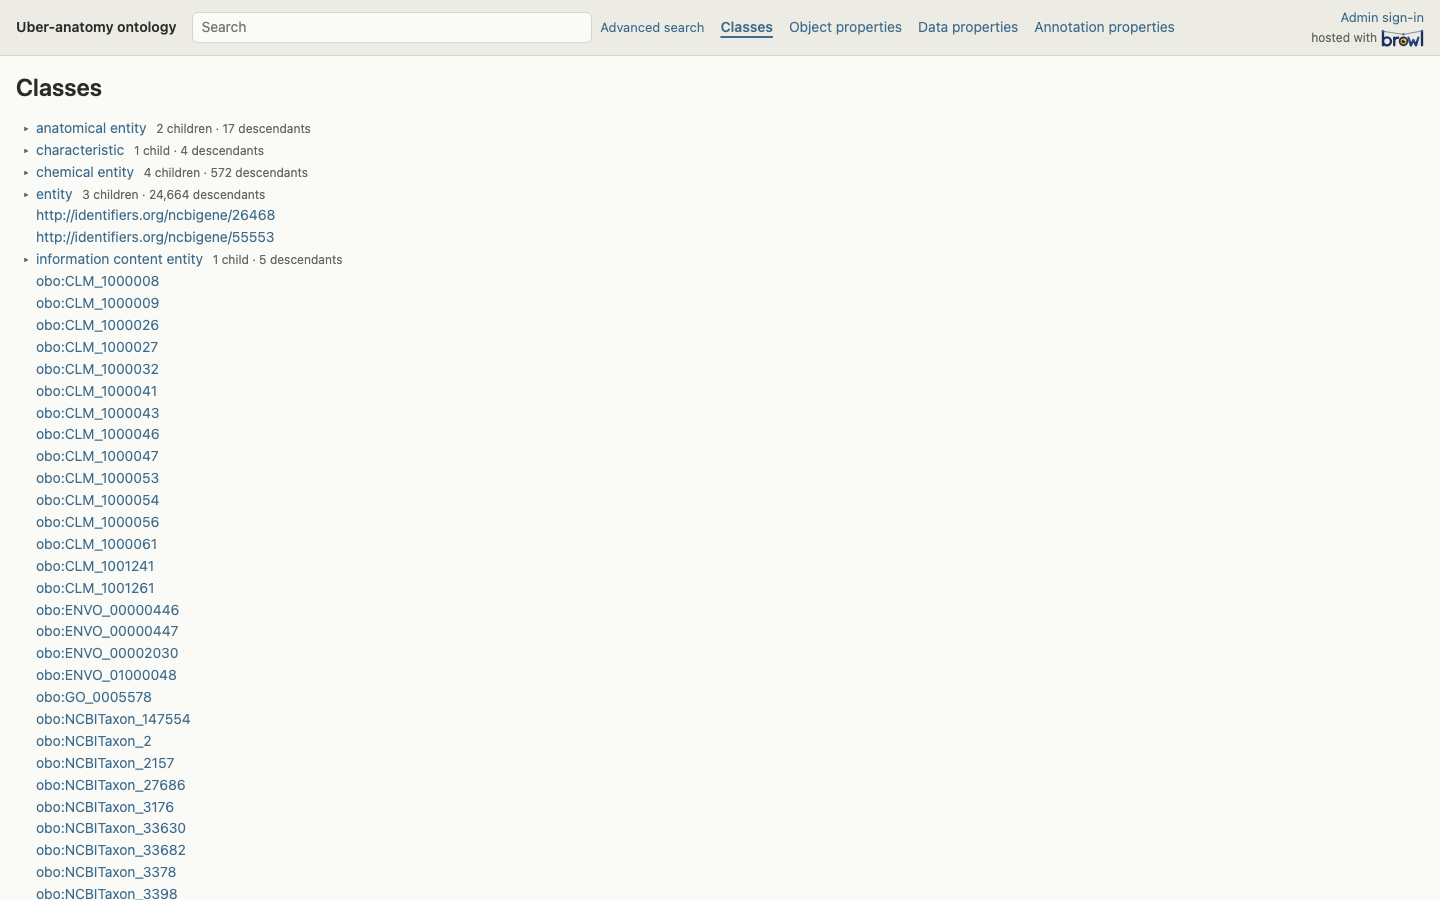 Uber-anatomy ontology
Search
Advanced search
Classes
Object properties
Data properties
Annotation properties
Admin sign-in
hosted with browl
Classes
anatomical entity 2 children · 17 descendants
characteristic 1 child · 4 descendants
chemical entity 4 children · 572 descendants
entity 3 children · 24,664 descendants
http://identifiers.org/ncbigene/26468
http://identifiers.org/ncbigene/55553
information content entity 1 child · 5 descendants
obo:CLM_1000008
obo:CLM_1000009
obo:CLM_1000026
obo:CLM_1000027
obo:CLM_1000032
obo:CLM_1000041
obo:CLM_1000043
obo:CLM_1000046
obo:CLM_1000047
obo:CLM_1000053
obo:CLM_1000054
obo:CLM_1000056
obo:CLM_1000061
obo:CLM_1001241
obo:CLM_1001261
obo:ENVO_00000446
obo:ENVO_00000447
obo:ENVO_00002030
obo:ENVO_01000048
obo:GO_0005578
obo:NCBITaxon_147554
obo:NCBITaxon_2
obo:NCBITaxon_2157
obo:NCBITaxon_27686
obo:NCBITaxon_3176
obo:NCBITaxon_33630
obo:NCBITaxon_33682
obo:NCBITaxon_3378
obo:NCBITaxon_3398